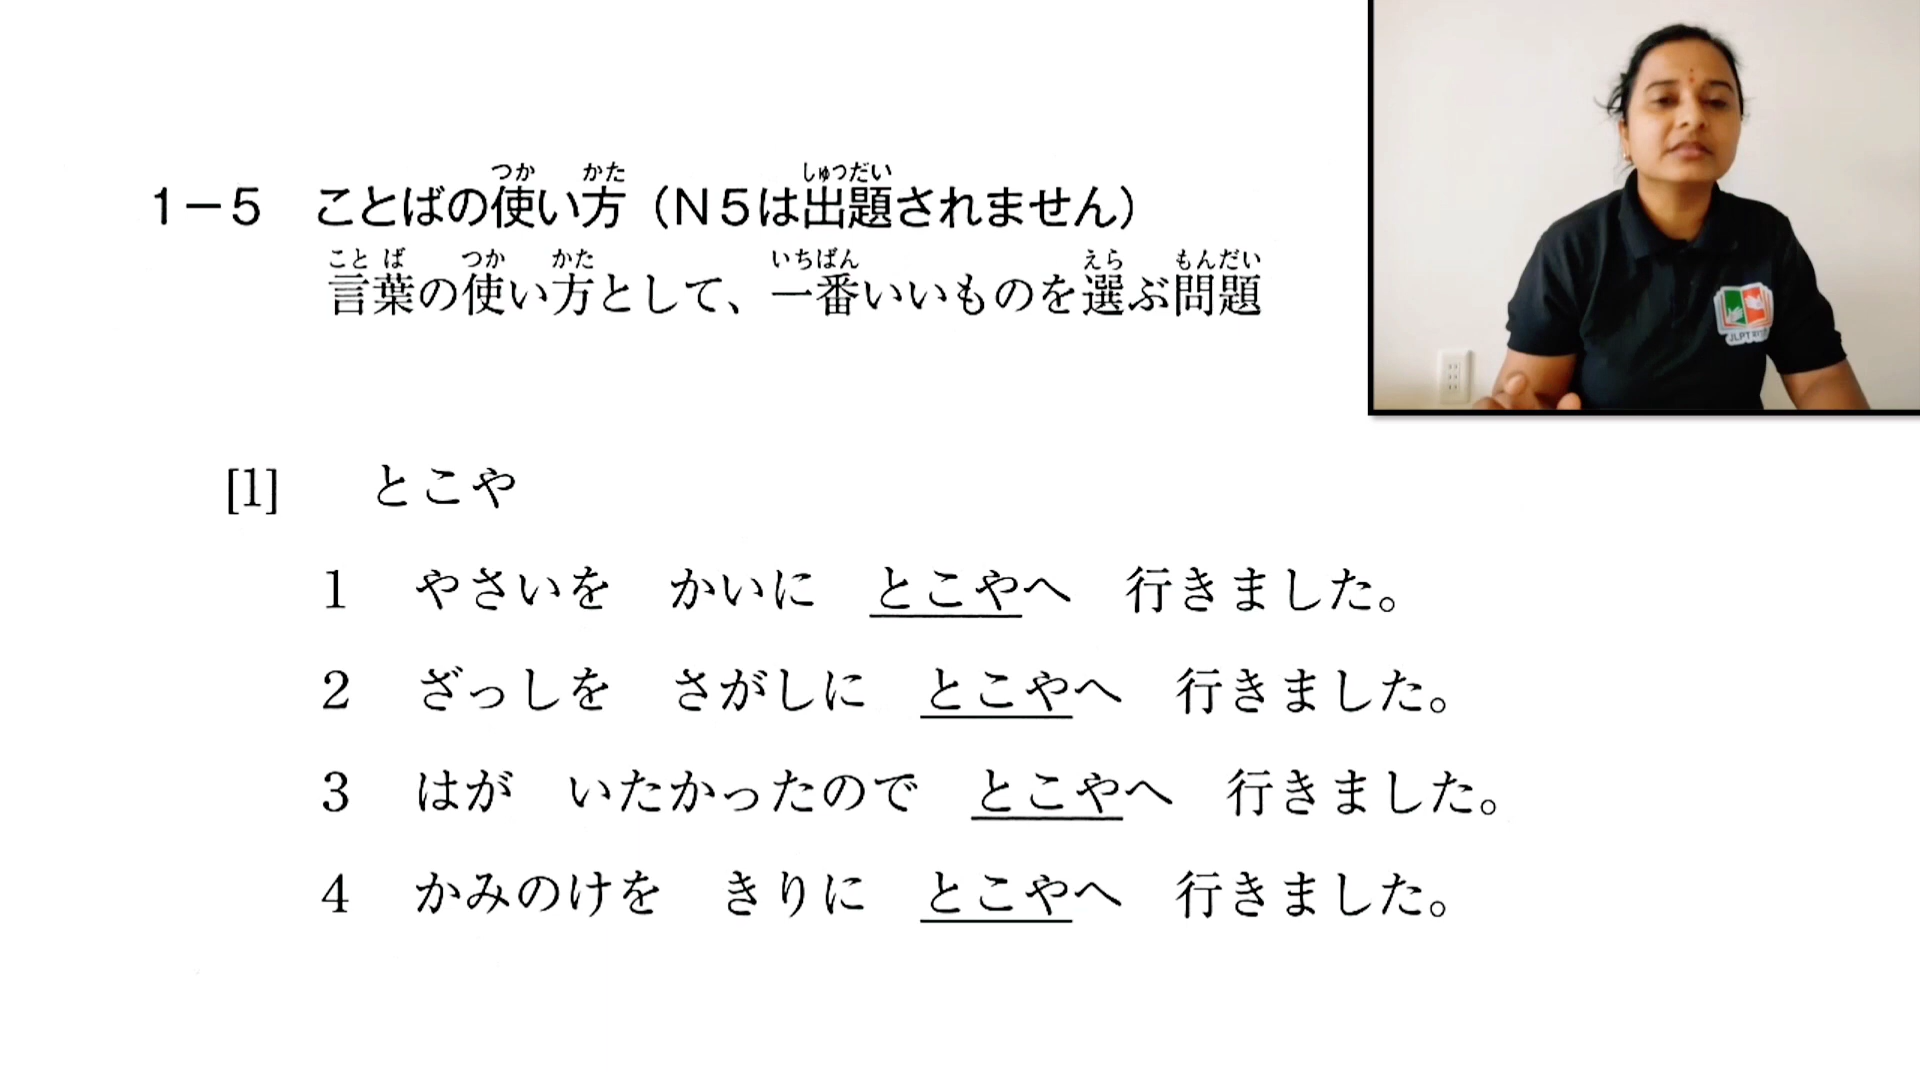 1－5　ことばの使い方（N5は出題されません）
つか かた しゅつだい
言葉の使い方として、一番いいものを選ぶ問題
こと ば つか かた いちばん えら もんだい
[1]　とこや
1　やさいを　かいに　とこやへ　行きました。
2　ざっしを　さがしに　とこやへ　行きました。
3　はが　いたかったので　とこやへ　行きました。
4　かみのけを　きりに　とこやへ　行きました。